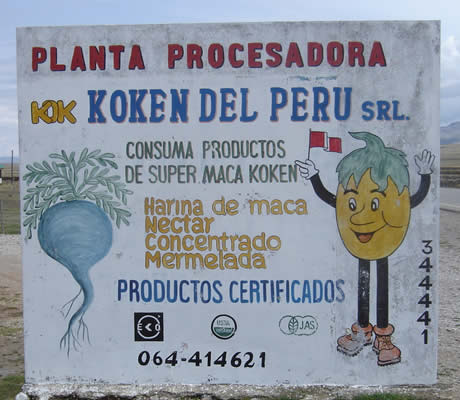 PLANTA PROCESADORA
KOK KOKEN DEL PERU SRL.
CONSUMA PRODUCTOS
DE SUPER MACA KOKEN
Harina de maca
Nectar
Concentrado
Mermelada
PRODUCTOS CERTIFICADOS
ECO
USDA
JAS
064-414621
344441